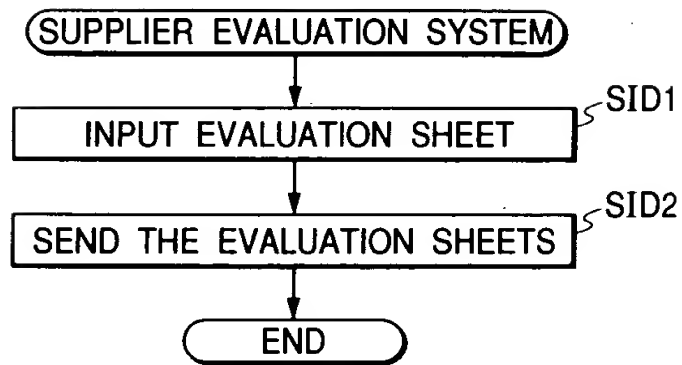 SUPPLIER EVALUATION SYSTEM
SID1
INPUT EVALUATION SHEET
SID2
SEND THE EVALUATION SHEETS
END